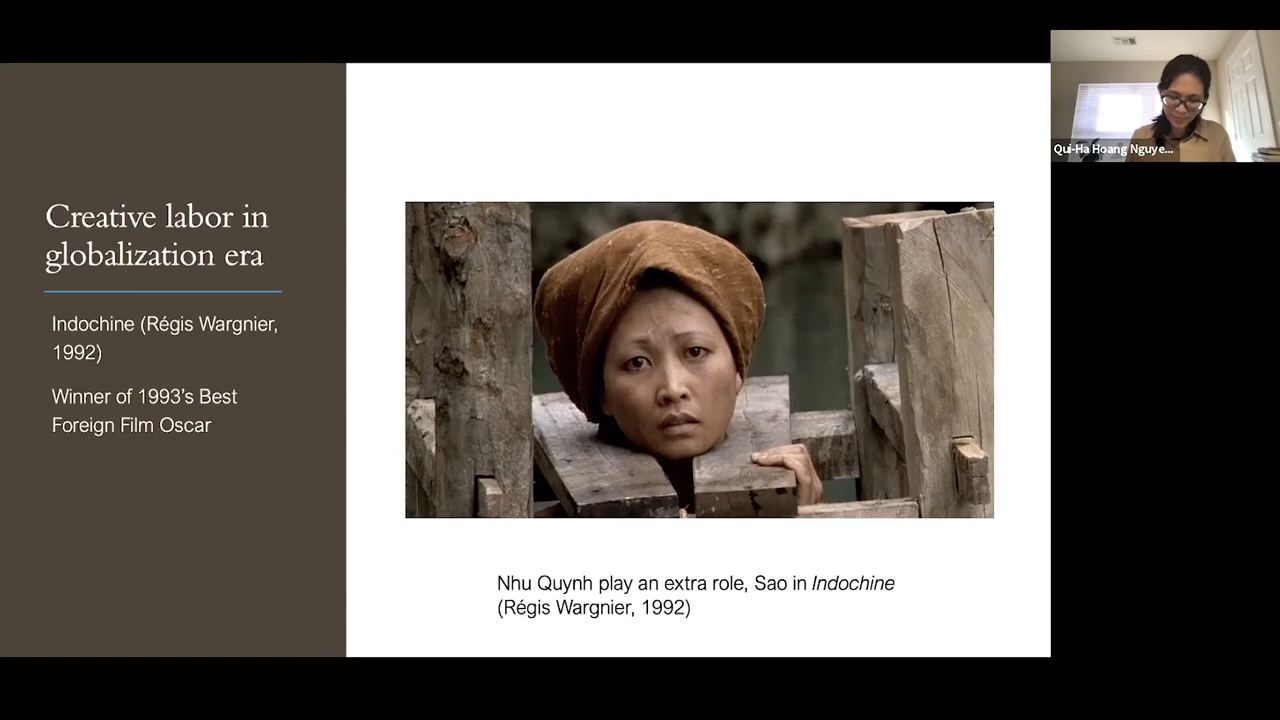 Creative labor in
globalization era
Indocine (Régis Wargnier,
1992)
Winner of 1993's Best
Foreign Film Oscar
Nhu Quynh play an extra role, Sao in Indochine
(Régis Wargnier, 1992)
Qui-Ha Hoang Nguye...